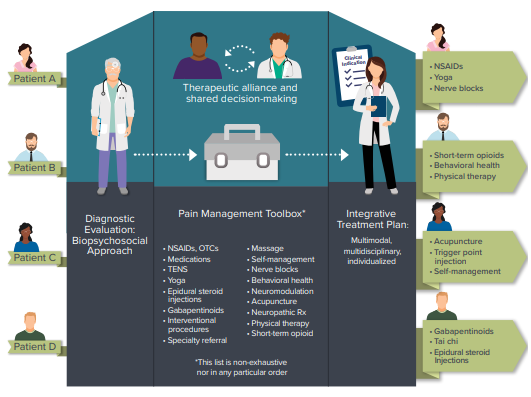 Patient A
Patient B
Patient C
Patient D
Diagnostic
Evaluation:
Biopsychosocial
Approach
Therapeutic alliance and
shared decision-making
Pain Management Toolbox*
• NSAIDs, OTCs
• Medications
• TENS
• Yoga
• Epidural steroid
injections
• Gabapentinoids
• Interventional
procedures
• Specialty referral
• Massage
• Self-management
• Nerve blocks
• Behavioral health
• Neuromodulation
• Acupuncture
• Neuropathic Rx
• Physical therapy
• Short-term opioid
*This list is non-exhaustive
nor in any particular order
Clinical
Indication
Integrative
Treatment Plan:
Multimodal,
multidisciplinary,
individualized
• NSAIDs
• Yoga
• Nerve blocks
• Short-term opioids
• Behavioral health
• Physical therapy
• Acupuncture
• Trigger point
injection
• Self-management
• Gabapentinoids
• Tai chi
• Epidural steroid
Injections